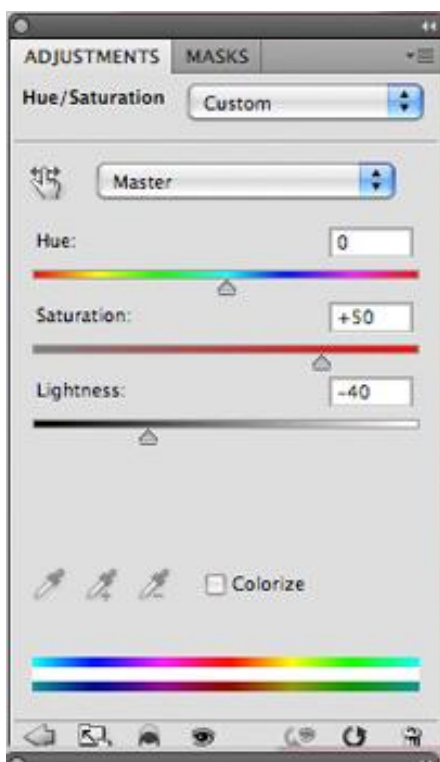 ADJUSTMENTS MASKS
Hue/Saturation Custom
Master
Hue: 0
Saturation: +50
Lightness: -40
Colorize